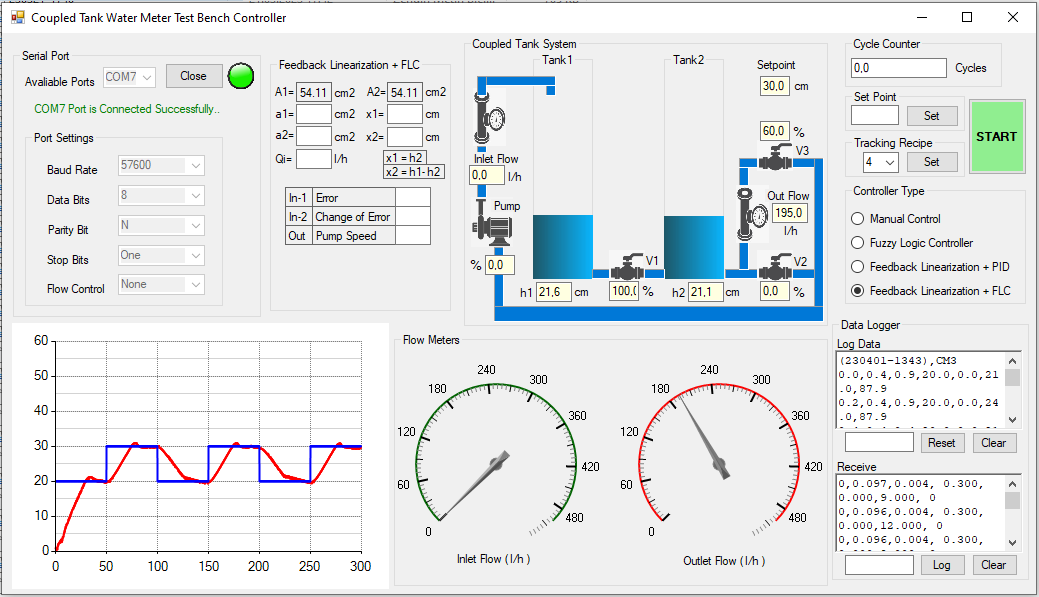 Coupled Tank Water Meter Test Bench Controller
Serial Port
Avaliable Ports COM7 Close
COM7 Port is Connected Successfully..
Port Settings
Baud Rate 57600
Data Bits 8
Parity Bit N
Stop Bits One
Flow Control None
Feedback Linearization + FLC
A1= 54.11 cm2 A2= 54.11 cm2
a1= cm2 x1= cm
a2= cm2 x2= cm
Qi= l/h x1 = h2
x2 = h1- h2
In-1 Error
In-2 Change of Error
Out Pump Speed
Coupled Tank System
Tank1
Tank2
Setpoint
30,0 cm
60,0 %
V3
Inlet Flow
0,0 l/h
Pump
% 0,0
Out Flow
195,0
l/h
V1
V2
h1 21,6 cm
100,( %
h2 21,1 cm
0,0 %
Cycle Counter
0,0 Cycles
Set Point
Set
Tracking Recipe
4 Set
START
Controller Type
Manual Control
Fuzzy Logic Controller
Feedback Linearization + PID
Feedback Linearization + FLC
60
50
40
30
20
10
0
0 50 100 150 200 250 300
Flow Meters
0 60 120 180 240 300 360 420 480
Inlet Flow ( l/h )
0 60 120 180 240 300 360 420 480
Outlet Flow ( l/h )
Data Logger
Log Data
(230401-1343),CM3
0.0,0.4,0.9,20.0,0.0,21
.0,87.9
0.2,0.4,0.9,20.0,0.0,24
.0,87.9
Reset Clear
Receive
0,0.097,0.004, 0.300,
0.000,9.000, 0
0,0.096,0.004, 0.300,
0.000,12.000, 0
0,0.096,0.004, 0.300,
Log Clear